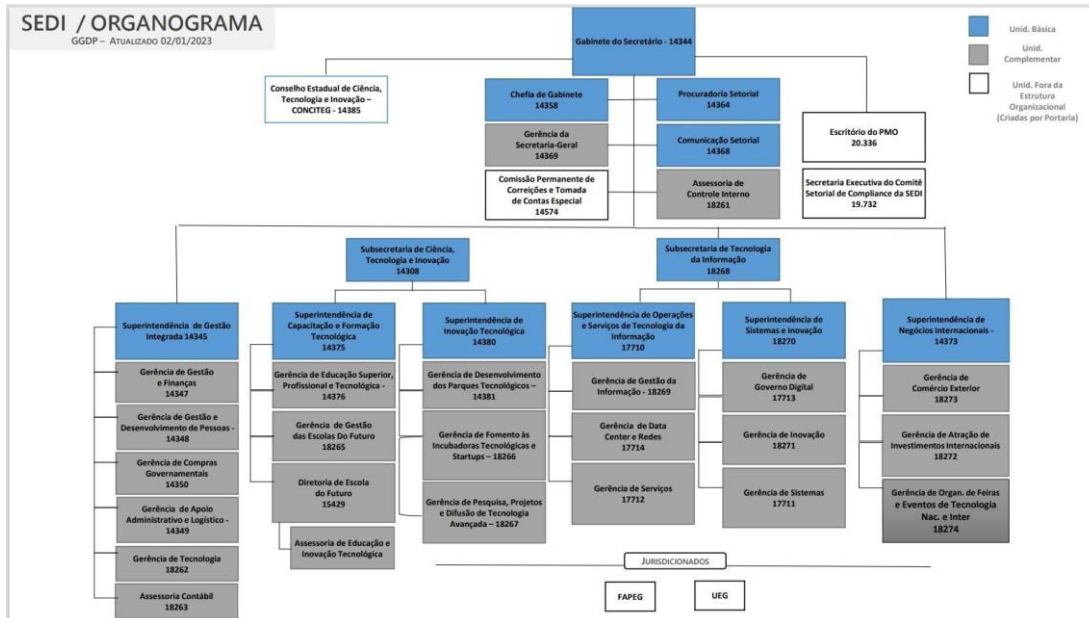 SEDI / ORGANOGRAMA
GGDP – ATUALIZADO 02/01/2023
Gabinete do Secretário - 14344
Unid. Básica
Unid.
Complementar
Unid. Fora da
Estrutura
Organizacional
(Criadas por Portaria)
Conselho Estadual de Ciência,
Tecnologia e Inovação –
CONCITEG - 14385
Chefia de Gabinete
14358
Procuradoria Setorial
14364
Gerência da
Secretaria-Geral
14369
Comunicação Setorial
14368
Escritório do PMO
20.336
Comissão Permanente de
Correições e Tomada
de Contas Especial
14574
Assessoria de
Controle Interno
18261
Secretaria Executiva do Comitê
Setorial de Compliance da SEDI
19.732
Subsecretaria de Ciência,
Tecnologia e Inovação
14308
Subsecretaria de Tecnologia
da Informação
18268
Superintendência de Gestão
Integrada 14345
Superintendência de
Capacitação e Formação
Tecnológica
14375
Superintendência de
Inovação Tecnológica
14380
Superintendência de Operações
e Serviços de Tecnologia da
Informação
17710
Superintendência de
Sistemas e Inovação
18270
Superintendência de
Negócios Internacionais -
14373
Gerência de Gestão
e Finanças
14347
Gerência de Educação Superior,
Profissional e Tecnológica -
14376
Gerência de Desenvolvimento
dos Parques Tecnológicos –
14381
Gerência de Gestão da
Informação - 18269
Gerência de
Governo Digital
17713
Gerência de
Comércio Exterior
18273
Gerência de Gestão e
Desenvolvimento de Pessoas -
14348
Gerência de Gestão
das Escolas Do Futuro
18265
Gerência de Fomento às
Incubadoras Tecnológicas e
Startups – 18266
Gerência de Data
Center e Redes
17714
Gerência de Inovação
18271
Gerência de Atração de
Investimentos Internacionais
18272
Gerência de Compras
Governamentais
14350
Diretoria de Escola
do Futuro
15429
Gerência de Pesquisa, Projetos
e Difusão de Tecnologia
Avançada – 18267
Gerência de Serviços
17712
Gerência de Sistemas
17711
Gerência de Organ. de Feiras
e Eventos de Tecnologia
Nac. e Inter
18274
Gerência de Apoio
Administrativo e Logístico -
14349
Assessoria de Educação e
Inovação Tecnológica
Gerência de Tecnologia
18262
Assessoria Contábil
18263
JURISDICIONADOS
FAPEG
UEG